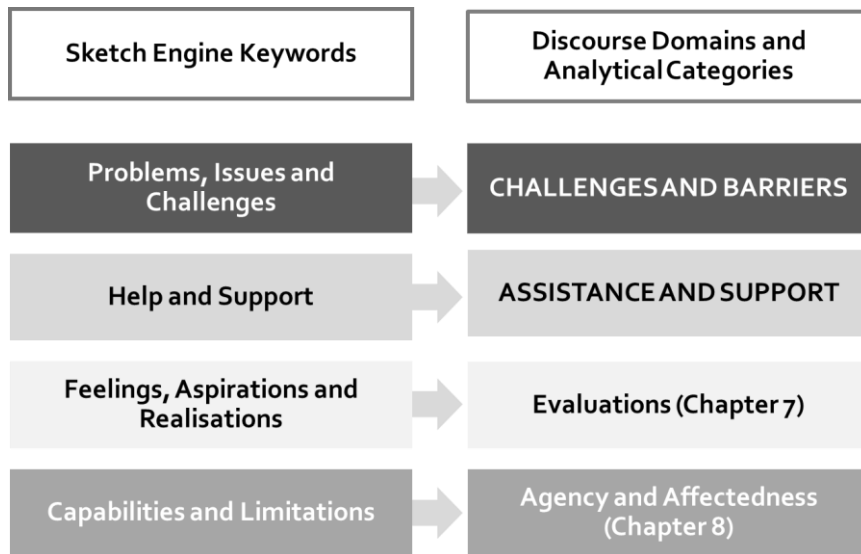 Sketch Engine Keywords
Discourse Domains and
Analytical Categories
Problems, Issues and
Challenges
CHALLENGES AND BARRIERS
Help and Support
ASSISTANCE AND SUPPORT
Feelings, Aspirations and
Realisations
Evaluations (Chapter 7)
Capabilities and Limitations
Agency and Affectedness
(Chapter 8)